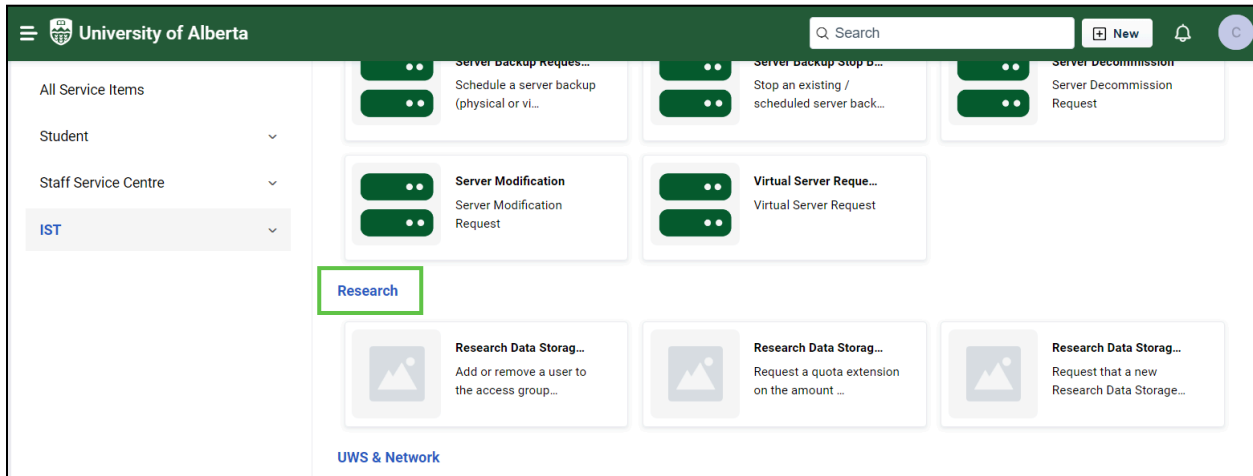 University of Alberta
Search
New
C
All Service Items
Student
Staff Service Centre
IST
Server Backup Reques...
Schedule a server backup
(physical or vi...
Server Backup Stop B...
Stop an existing /
scheduled server back...
Server Decommission
Server Decommission
Request
Server Modification
Server Modification
Request
Virtual Server Reque...
Virtual Server Request
Research
Research Data Storag...
Add or remove a user to
the access group...
Research Data Storag...
Request a quota extension
on the amount ...
Research Data Storag...
Request that a new
Research Data Storage...
UWS & Network